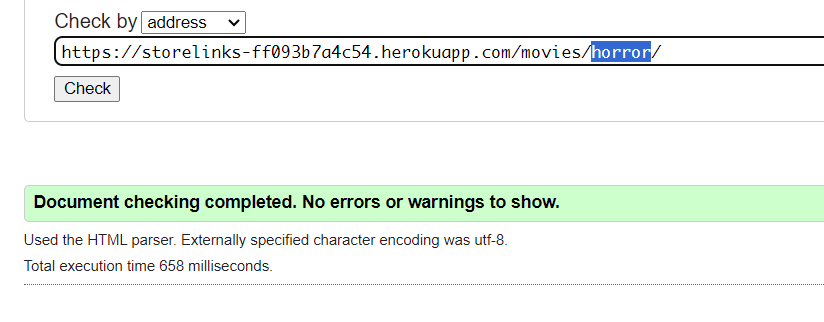 Check by address
https://storelinks-ff093b7a4c54.herokuapp.com/movies/horror/
Check
Document checking completed. No errors or warnings to show.
Used the HTML parser. Externally specified character encoding was utf-8.
Total execution time 658 milliseconds.